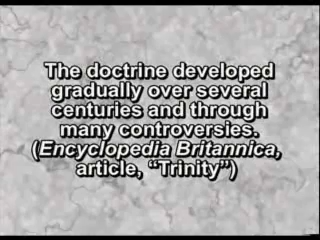 The doctrine developed
gradually over several
centuries and through
many controversies.
(Encyclopedia Britannica,
article, “Trinity”)